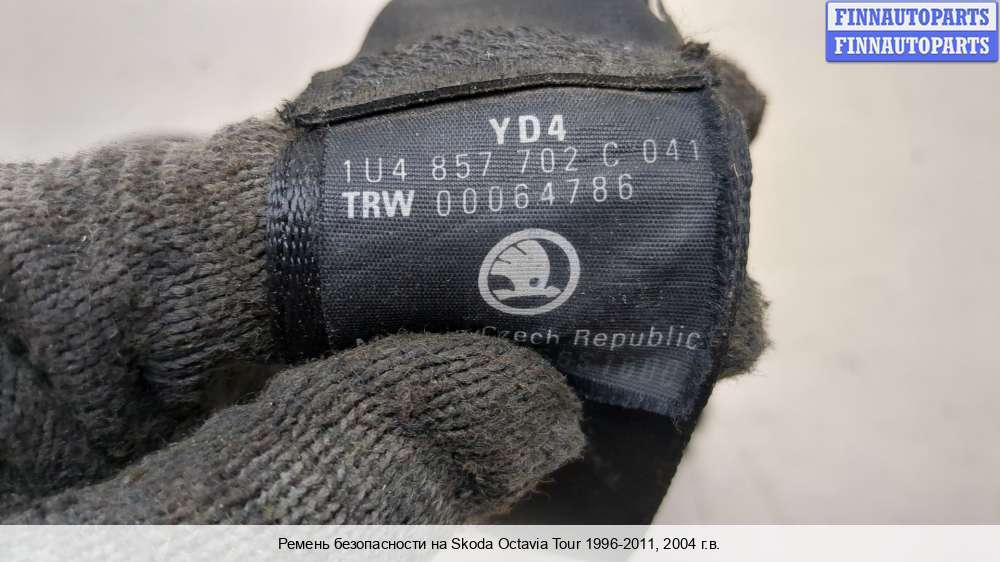 FINNAUTOPARTS
FINNAUTOPARTS
YD4
1U4 857 702 C 041
TRW 00064786
Czech Republic
Ремень безопасности на Skoda Octavia Tour 1996-2011, 2004 г.в.